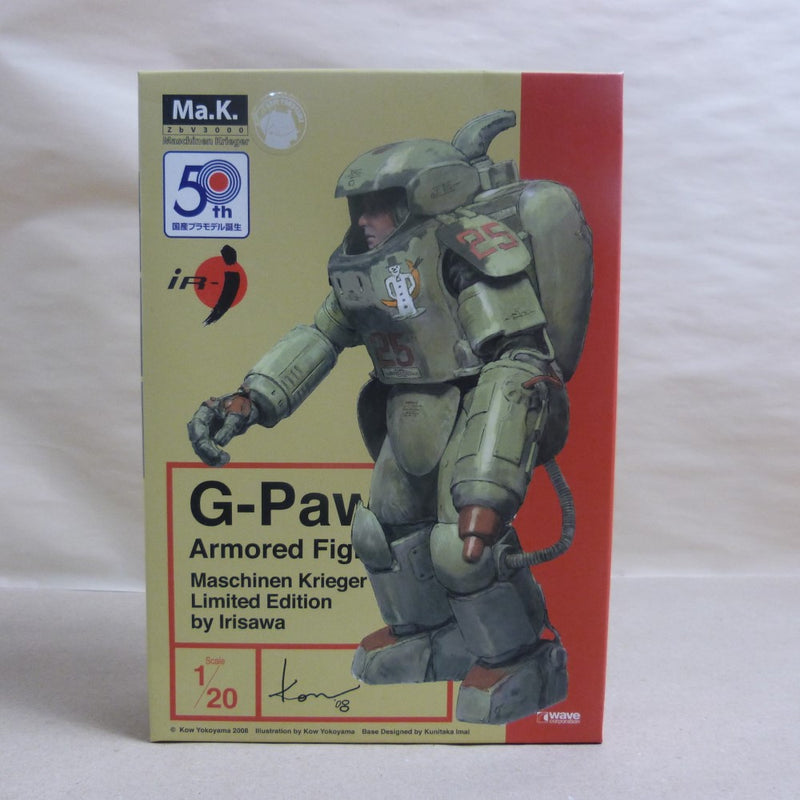 Ma.K.
ZbV3000
Maschinen Krieger
50th
国産プラモデル誕生
iR-j
25
25
G-Paw
Armored Fig
Maschinen Krieger
Limited Edition
by Irisawa
Scale
1/20
Kow '08
wave
corporation
© Kow Yokoyama 2008 Illustration by Kow Yokoyama Base Designed by Kunitaka Imai